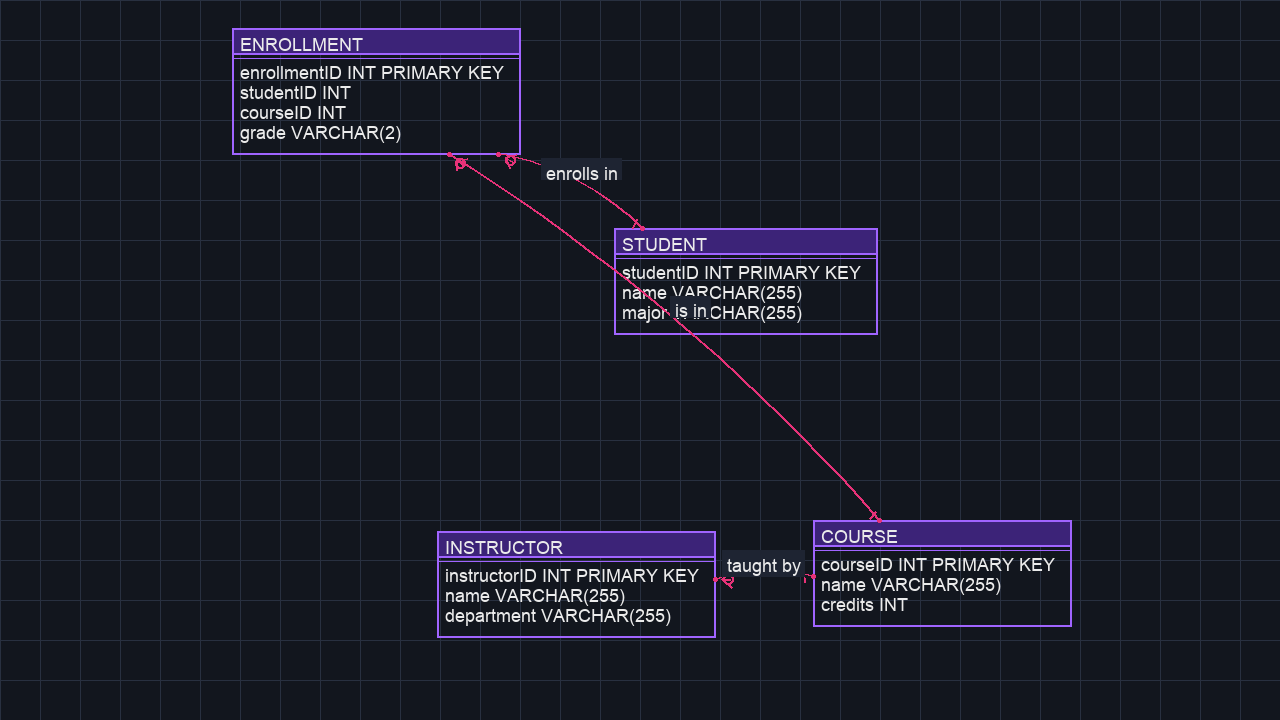 ENROLLMENT
enrollmentID INT PRIMARY KEY
studentID INT
courseID INT
grade VARCHAR(2)
enrolls in
STUDENT
studentID INT PRIMARY KEY
name VARCHAR(255)
major VARCHAR(255)
is in
INSTRUCTOR
instructorID INT PRIMARY KEY
name VARCHAR(255)
department VARCHAR(255)
taught by
COURSE
courseID INT PRIMARY KEY
name VARCHAR(255)
credits INT